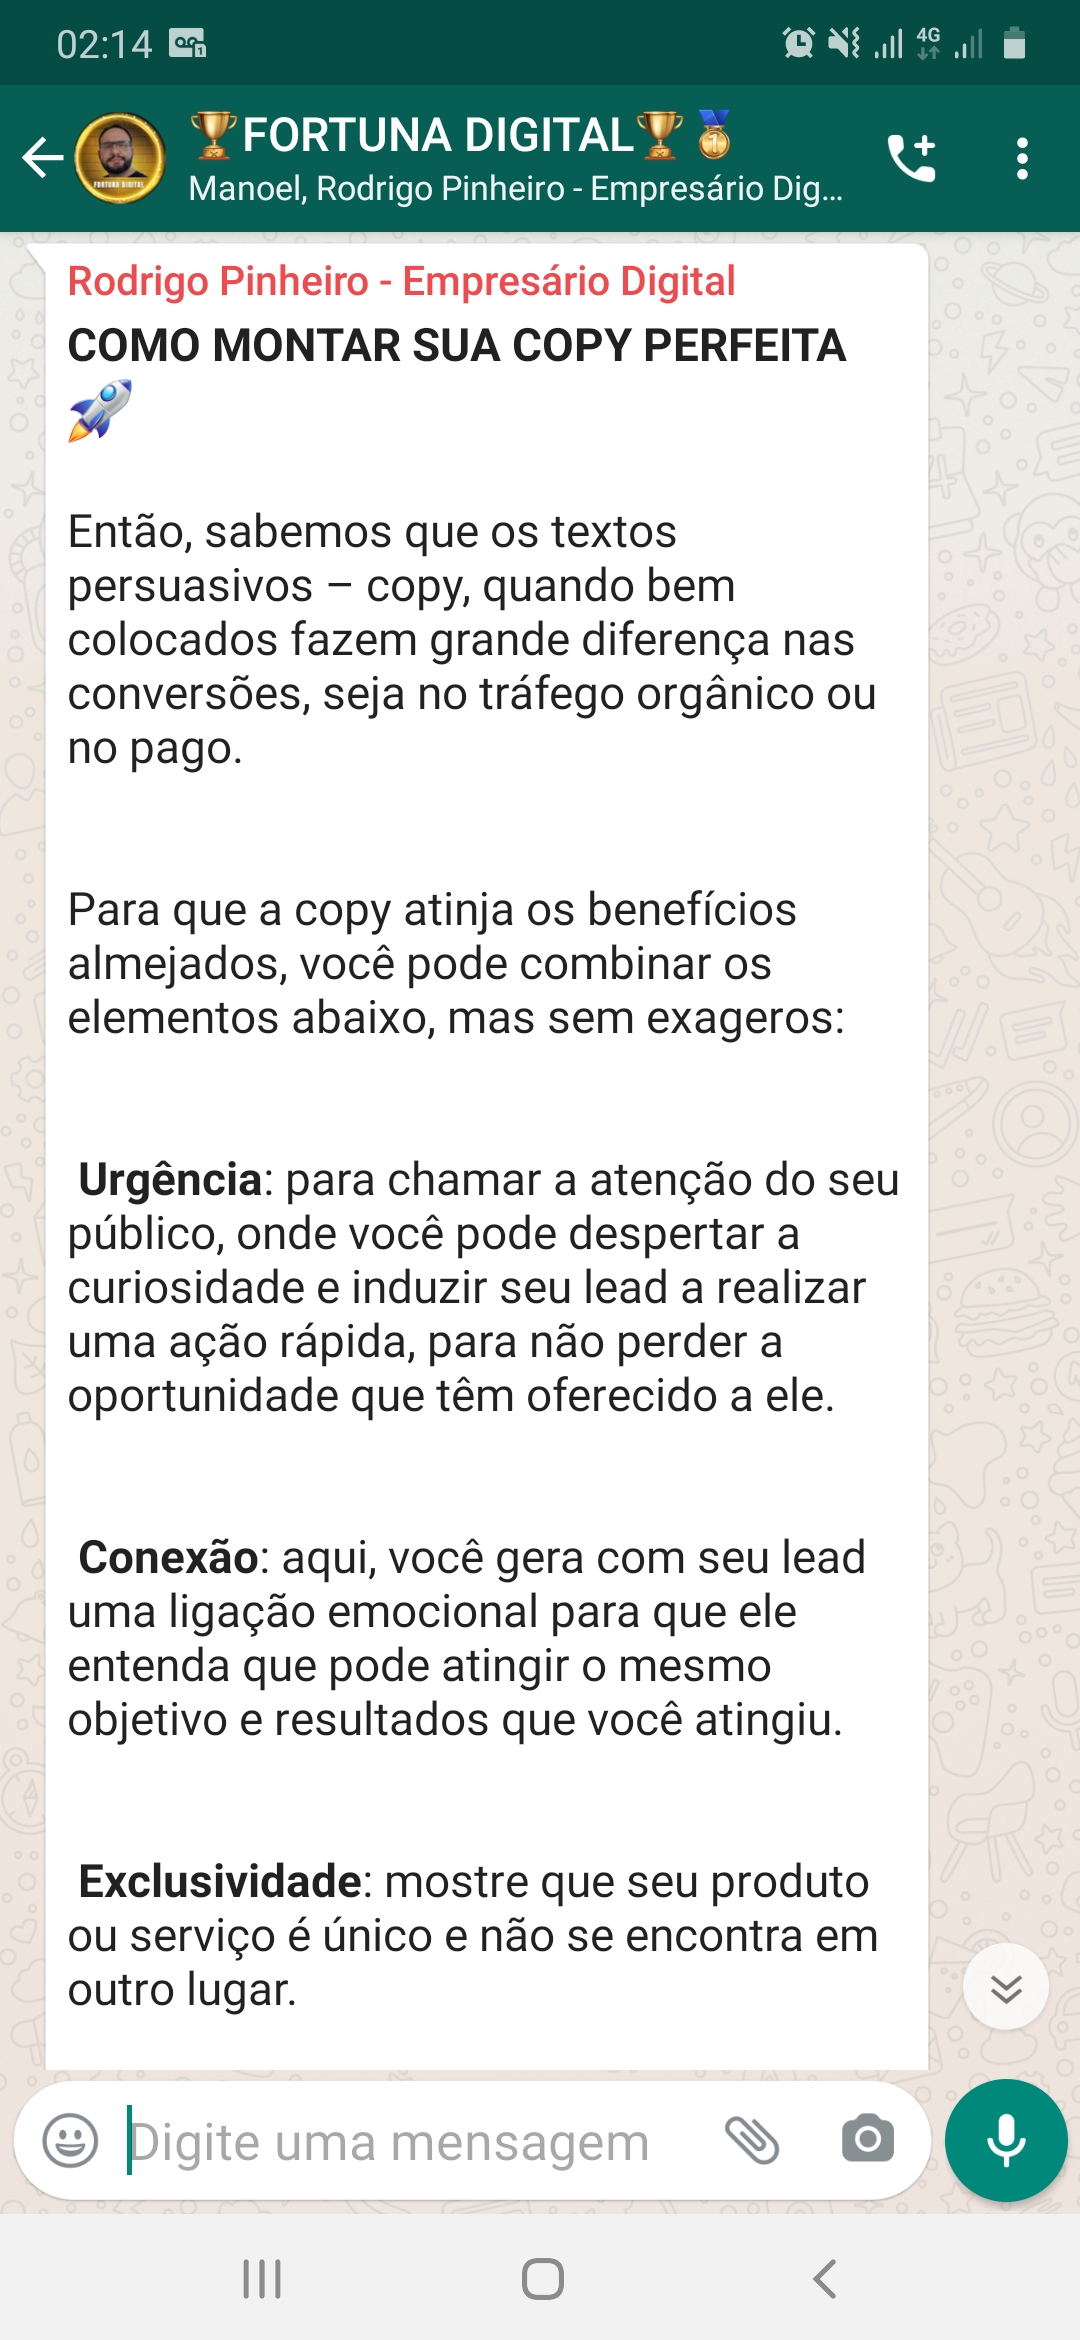 02:14
4G
🏆FORTUNA DIGITAL🏆🏅
Manoel, Rodrigo Pinheiro - Empresário Dig...
FORTUNA DIGITAL
Rodrigo Pinheiro - Empresário Digital
COMO MONTAR SUA COPY PERFEITA
🚀
Então, sabemos que os textos
persuasivos – copy, quando bem
colocados fazem grande diferença nas
conversões, seja no tráfego orgânico ou
no pago.
Para que a copy atinja os benefícios
almejados, você pode combinar os
elementos abaixo, mas sem exageros:
Urgência: para chamar a atenção do seu
público, onde você pode despertar a
curiosidade e induzir seu lead a realizar
uma ação rápida, para não perder a
oportunidade que têm oferecido a ele.
Conexão: aqui, você gera com seu lead
uma ligação emocional para que ele
entenda que pode atingir o mesmo
objetivo e resultados que você atingiu.
Exclusividade: mostre que seu produto
ou serviço é único e não se encontra em
outro lugar.
Digite uma mensagem